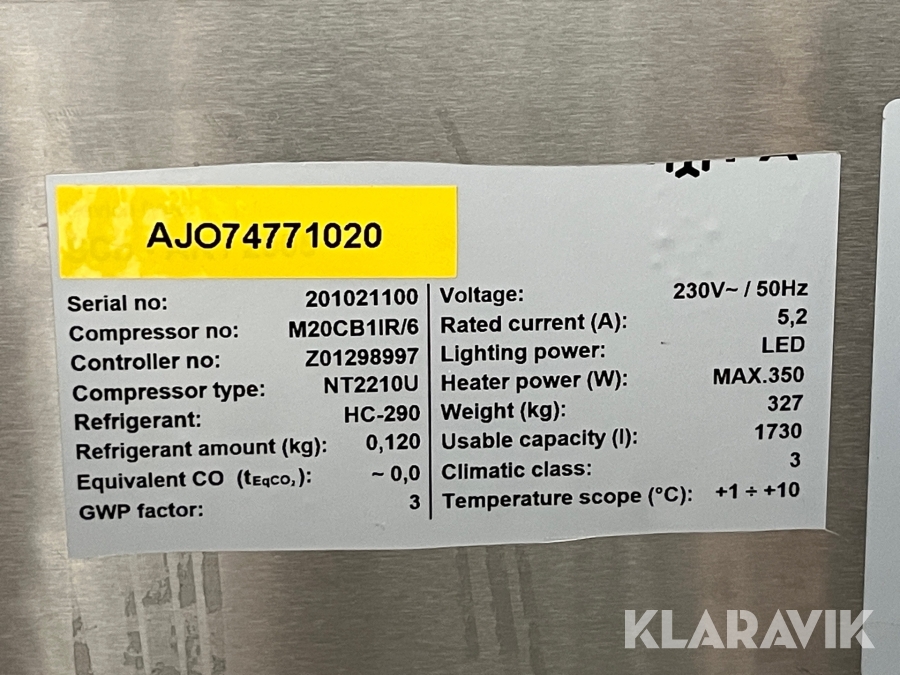 AJO74771020
Serial no: 201021100
Compressor no: M20CB1IR/6
Controller no: Z01298997
Compressor type: NT2210U
Refrigerant: HC-290
Refrigerant amount (kg): 0,120
Equivalent CO (tEqCO₂): ~ 0,0
GWP factor: 3
Voltage: 230V~ / 50Hz
Rated current (A): 5,2
Lighting power: LED
Heater power (W): MAX.350
Weight (kg): 327
Usable capacity (l): 1730
Climatic class: 3
Temperature scope (°C): +1 ÷ +10
KLARAVIK